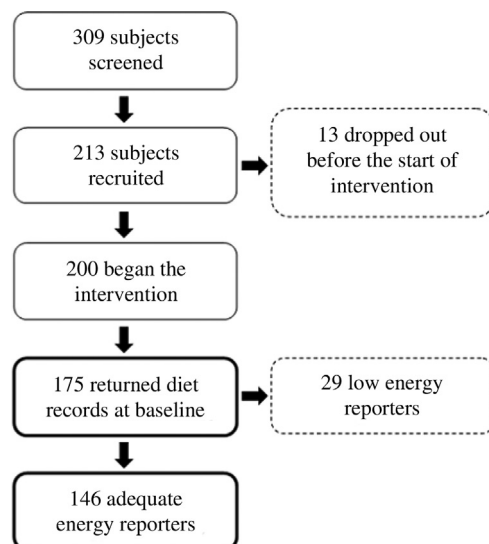 309 subjects
screened
213 subjects
recruited
13 dropped out
before the start of
intervention
200 began the
intervention
175 returned diet
records at baseline
29 low energy
reporters
146 adequate
energy reporters